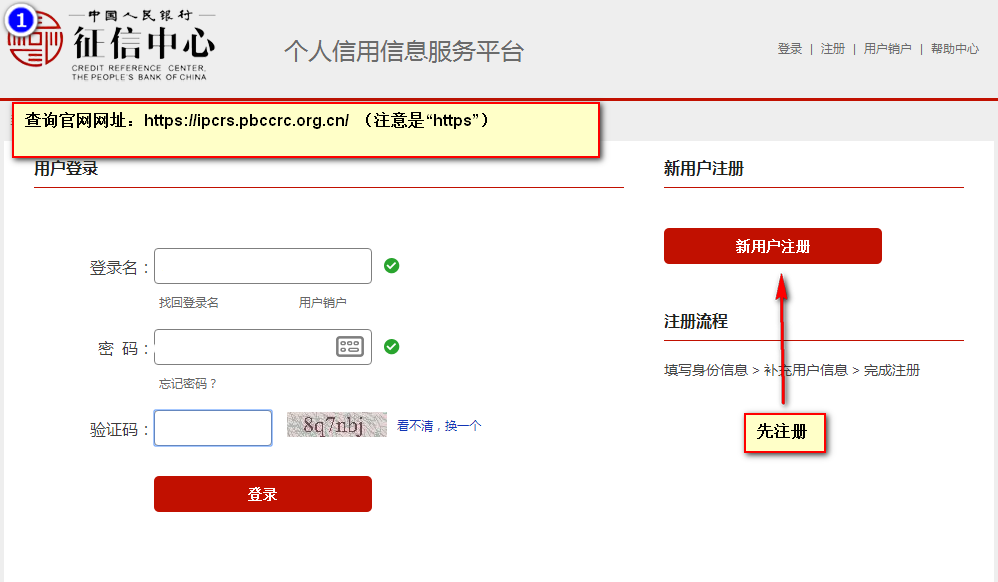 1
中国人民银行
征信中心
CREDIT REFERENCE CENTER,
THE PEOPLE'S BANK OF CHINA
个人信用信息服务平台
登录 | 注册 | 用户销户 | 帮助中心
查询官网网址：https://ipcrs.pbccrc.org.cn/ （注意是“https”）
用户登录
登录名：
找回登录名 用户销户
密 码：
忘记密码？
验证码： 8q7nbj 看不清，换一个
登录
新用户注册
新用户注册
注册流程
填写身份信息 > 补充用户信息 > 完成注册
先注册